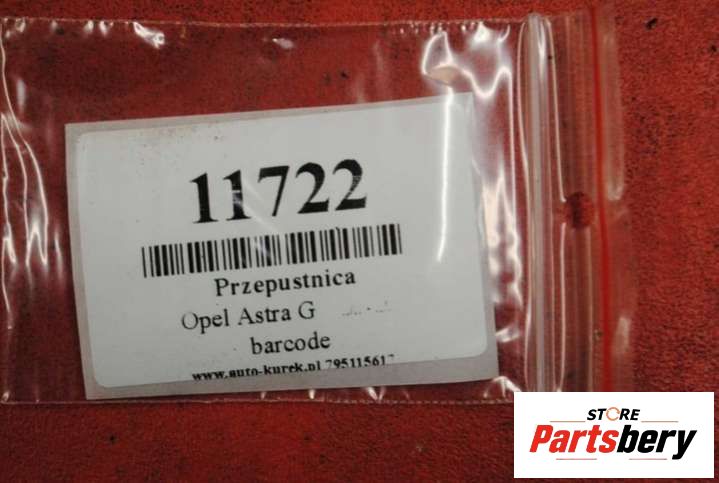 11722
Przepustnica
Opel Astra G
barcode
www.auto-kurek.pl 795115617
STORE
Partsbery